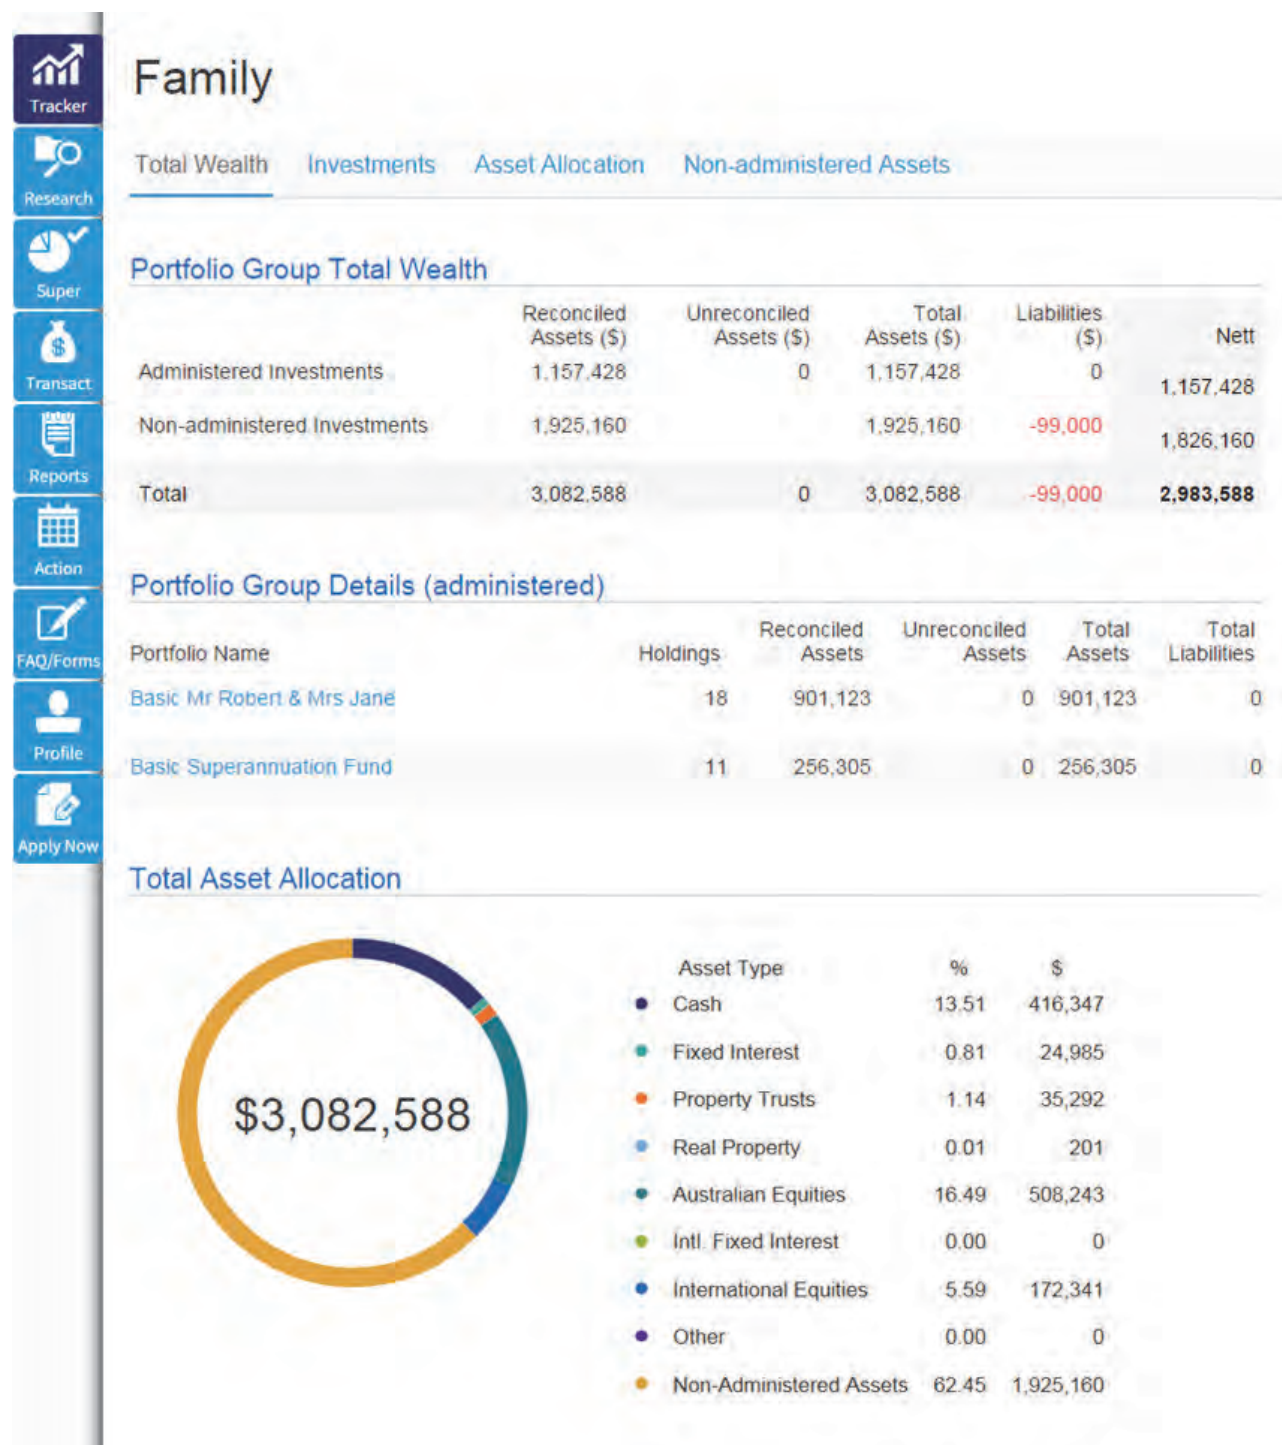 Tracker
Research
Super
$
Transact
Reports
Action
FAQ/Forms
Profile
Apply Now
Family
Total Wealth Investments Asset Allocation Non-administered Assets
Portfolio Group Total Wealth
Reconciled Unreconciled Total Liabilities
Assets ($) Assets ($) Assets ($) ($) Nett
Administered Investments 1,157,428 0 1,157,428 0 1,157,428
Non-administered Investments 1,925,160 1,925,160 -99,000 1,826,160
Total 3,082,588 0 3,082,588 -99,000 2,983,588
Portfolio Group Details (administered)
Reconciled Unreconciled Total Total
Portfolio Name Holdings Assets Assets Assets Liabilities
Basic Mr Robert & Mrs Jane 18 901,123 0 901,123 0
Basic Superannuation Fund 11 256,305 0 256,305 0
Total Asset Allocation
$3,082,588
Asset Type % $
Cash 13.51 416,347
Fixed Interest 0.81 24,985
Property Trusts 1.14 35,292
Real Property 0.01 201
Australian Equities 16.49 508,243
Intl. Fixed Interest 0.00 0
International Equities 5.59 172,341
Other 0.00 0
Non-Administered Assets 62.45 1,925,160